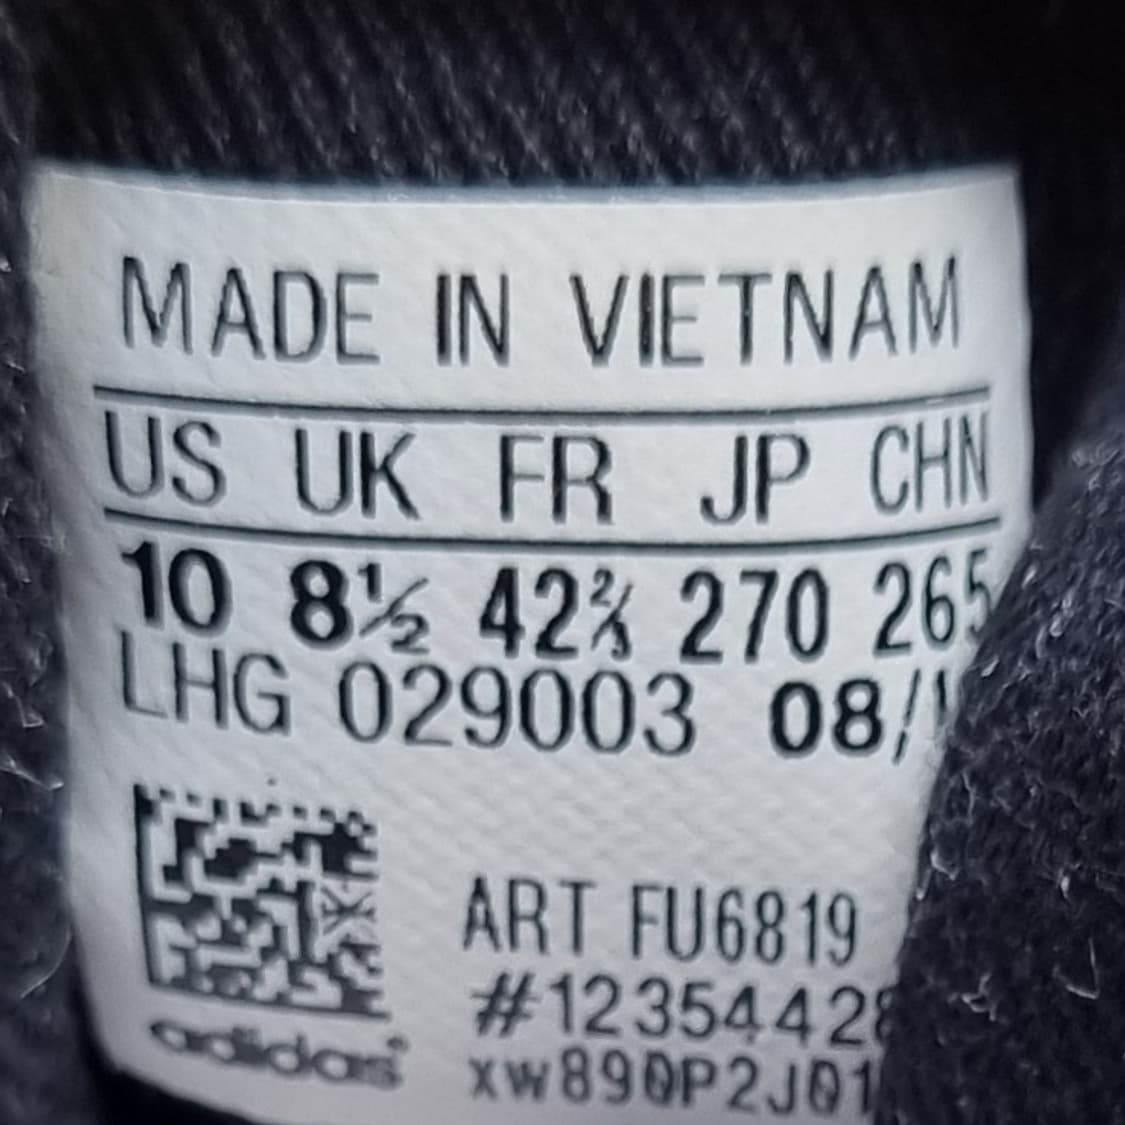 MADE IN VIETNAM
US UK FR JP CHN
10 8½ 42⅔ 270 265
LHG 029003 08/
ART FU6819
#12354428
xw890P2J01
adidas